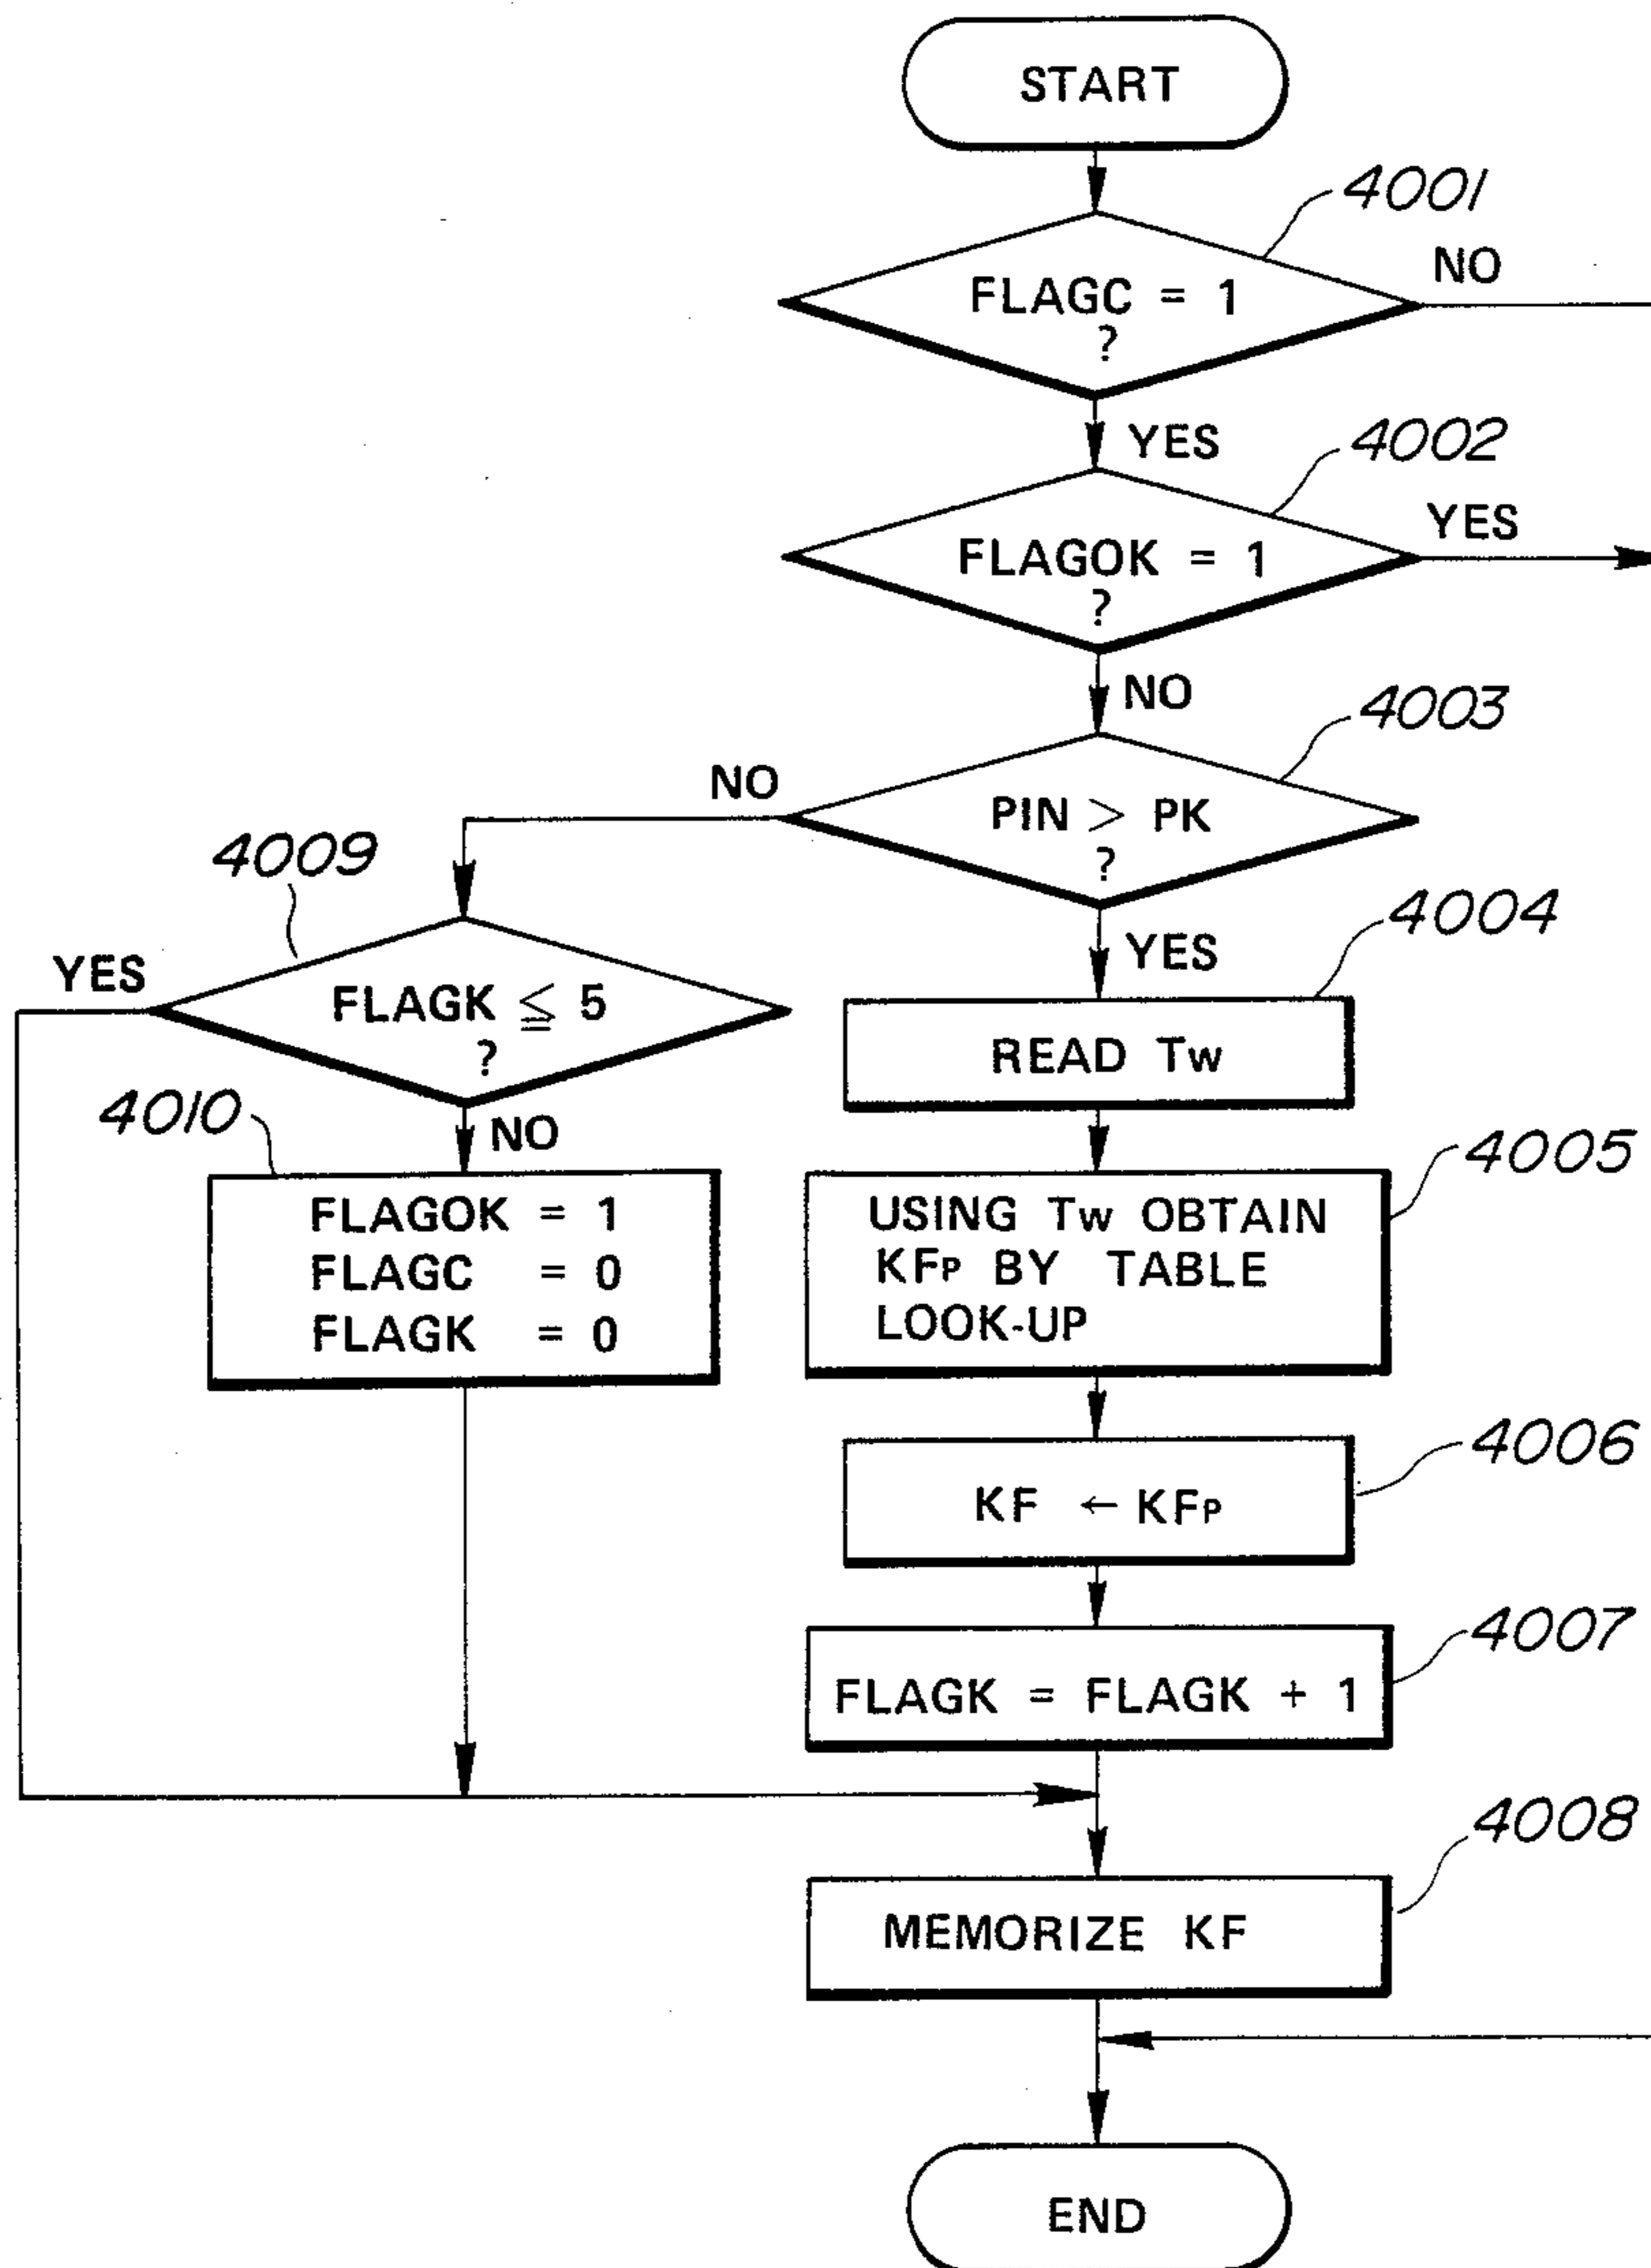 START
4001
FLAGC = 1
?
NO
YES
4002
FLAGOK = 1
?
YES
NO
4003
PIN > PK
?
NO
4009
YES
FLAGK ≦ 5
?
YES
4004
READ Tw
4010
NO
FLAGOK = 1
FLAGC = 0
FLAGK = 0
4005
USING Tw OBTAIN
KFP BY TABLE
LOOK-UP
4006
KF ← KFP
4007
FLAGK = FLAGK + 1
4008
MEMORIZE KF
END